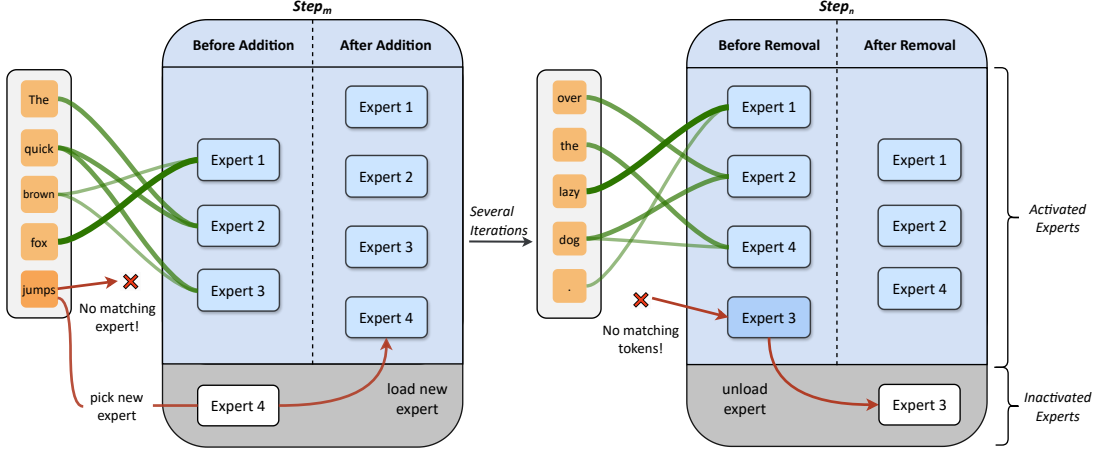 Stepₘ
Before Addition
After Addition
The
quick
brown
fox
jumps
Expert 1
Expert 2
Expert 3
No matching
expert!
Expert 1
Expert 2
Expert 3
Expert 4
pick new
expert
Expert 4
load new
expert
Several
Iterations
Stepₙ
Before Removal
After Removal
over
the
lazy
dog
.
Expert 1
Expert 2
Expert 4
Expert 3
No matching
tokens!
Expert 1
Expert 2
Expert 4
unload
expert
Expert 3
Activated
Experts
Inactivated
Experts